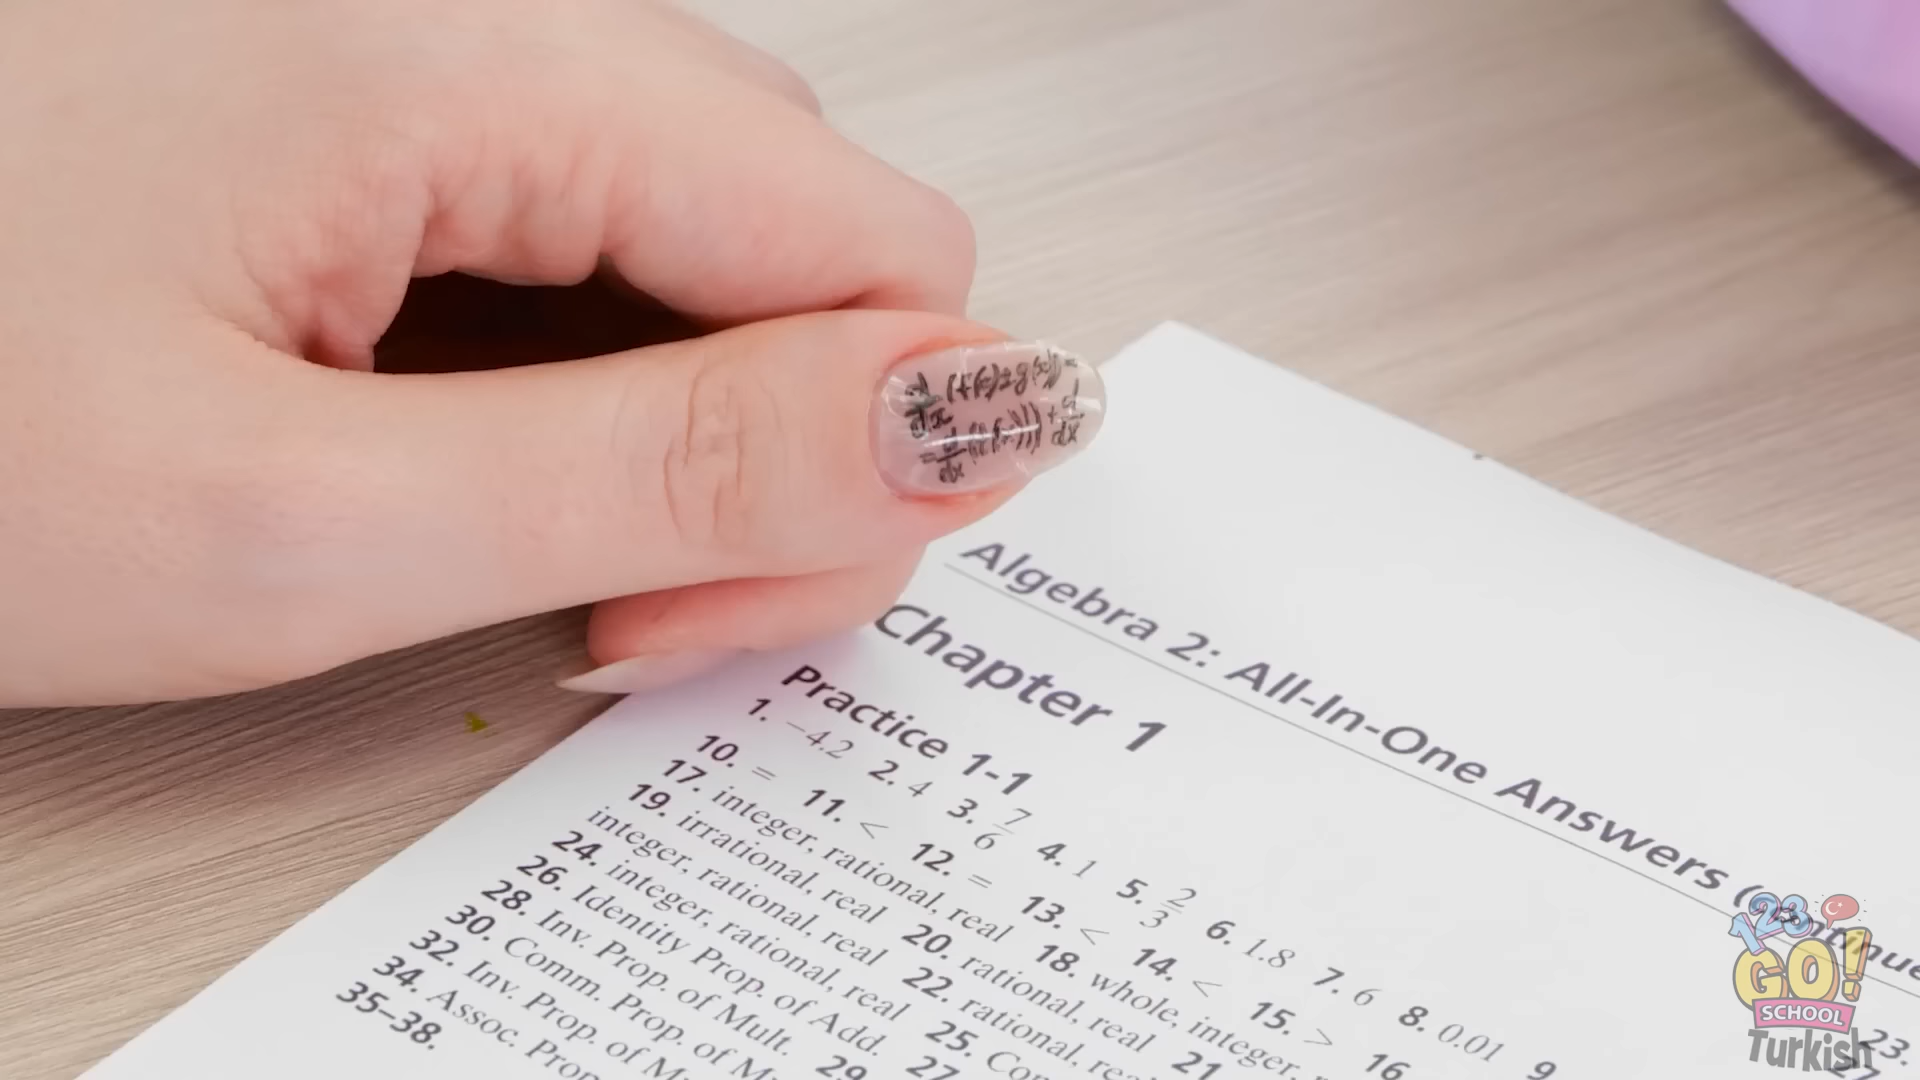 Algebra 2: All-In-One Answers
Chapter 1
Practice 1-1
1. −4.2 2. 4 3. 7/6 4. 1 5. 2/3 6. 1.8 7. 6 8. 0.01 9
10. = 11. < 12. = 13. < 14. < 15. > 16
17. integer, rational, real 18. whole, integer,
19. irrational, real 20. rational, real 21
integer, rational, real 22. rational,
24. integer, rational, real 25.
26. Identity Prop. of Add. 27
28. Inv. Prop. of Mult. 29
30. Comm. Prop. of
32. Inv. Prop. of
34. Assoc. Prop
35–38.
23.
27
123
GO!
SCHOOL
Turkish